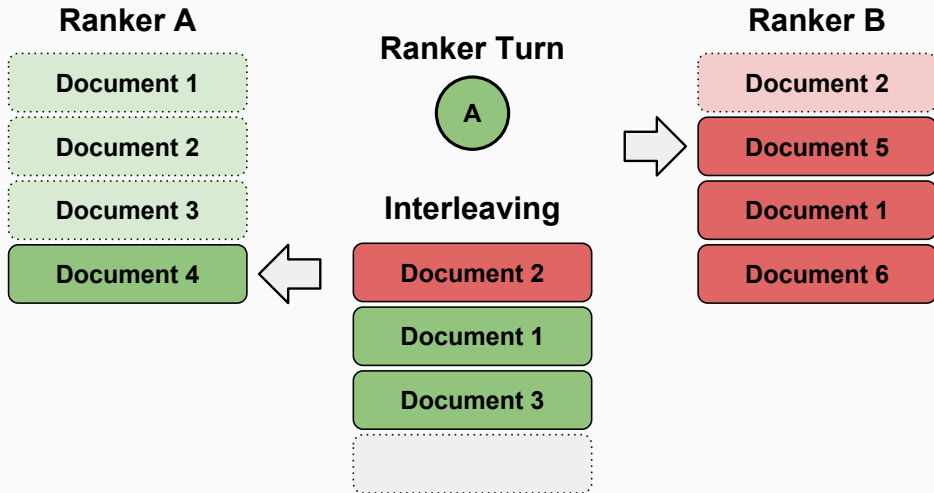 Ranker A
Document 1
Document 2
Document 3
Document 4
Ranker Turn
A
Interleaving
Document 2
Document 1
Document 3
Ranker B
Document 2
Document 5
Document 1
Document 6